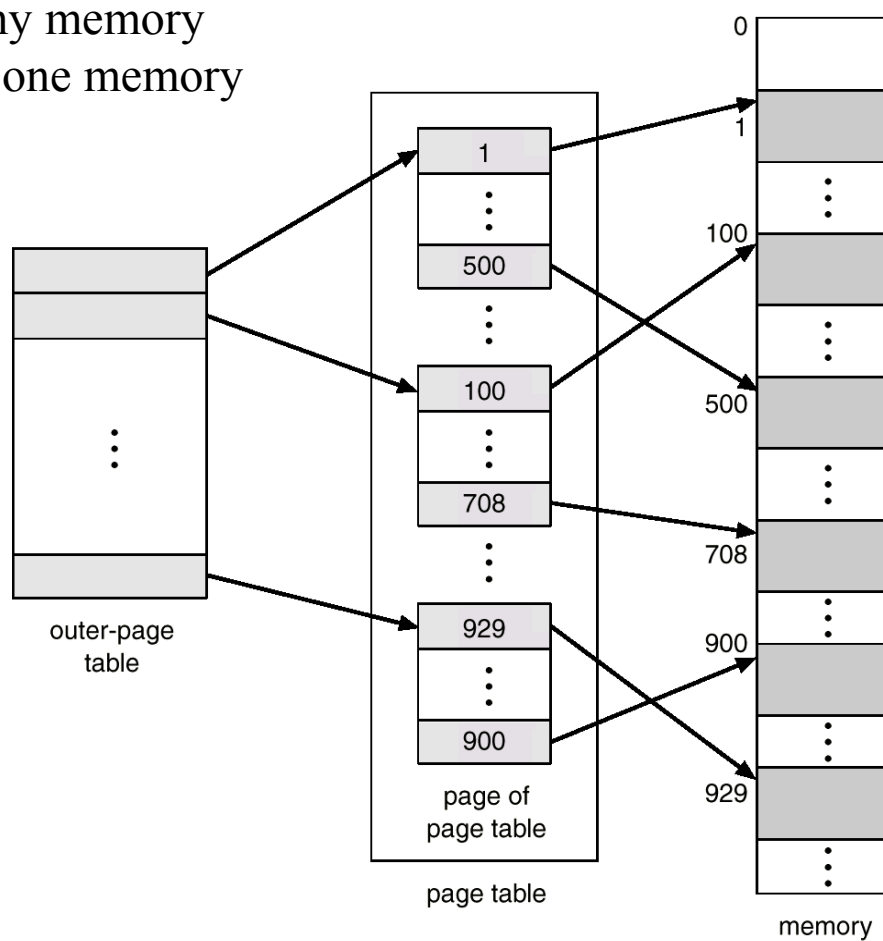 ny memory
one memory
outer-page
table
1
500
100
708
929
900
page of
page table
page table
0
1
100
500
708
900
929
memory